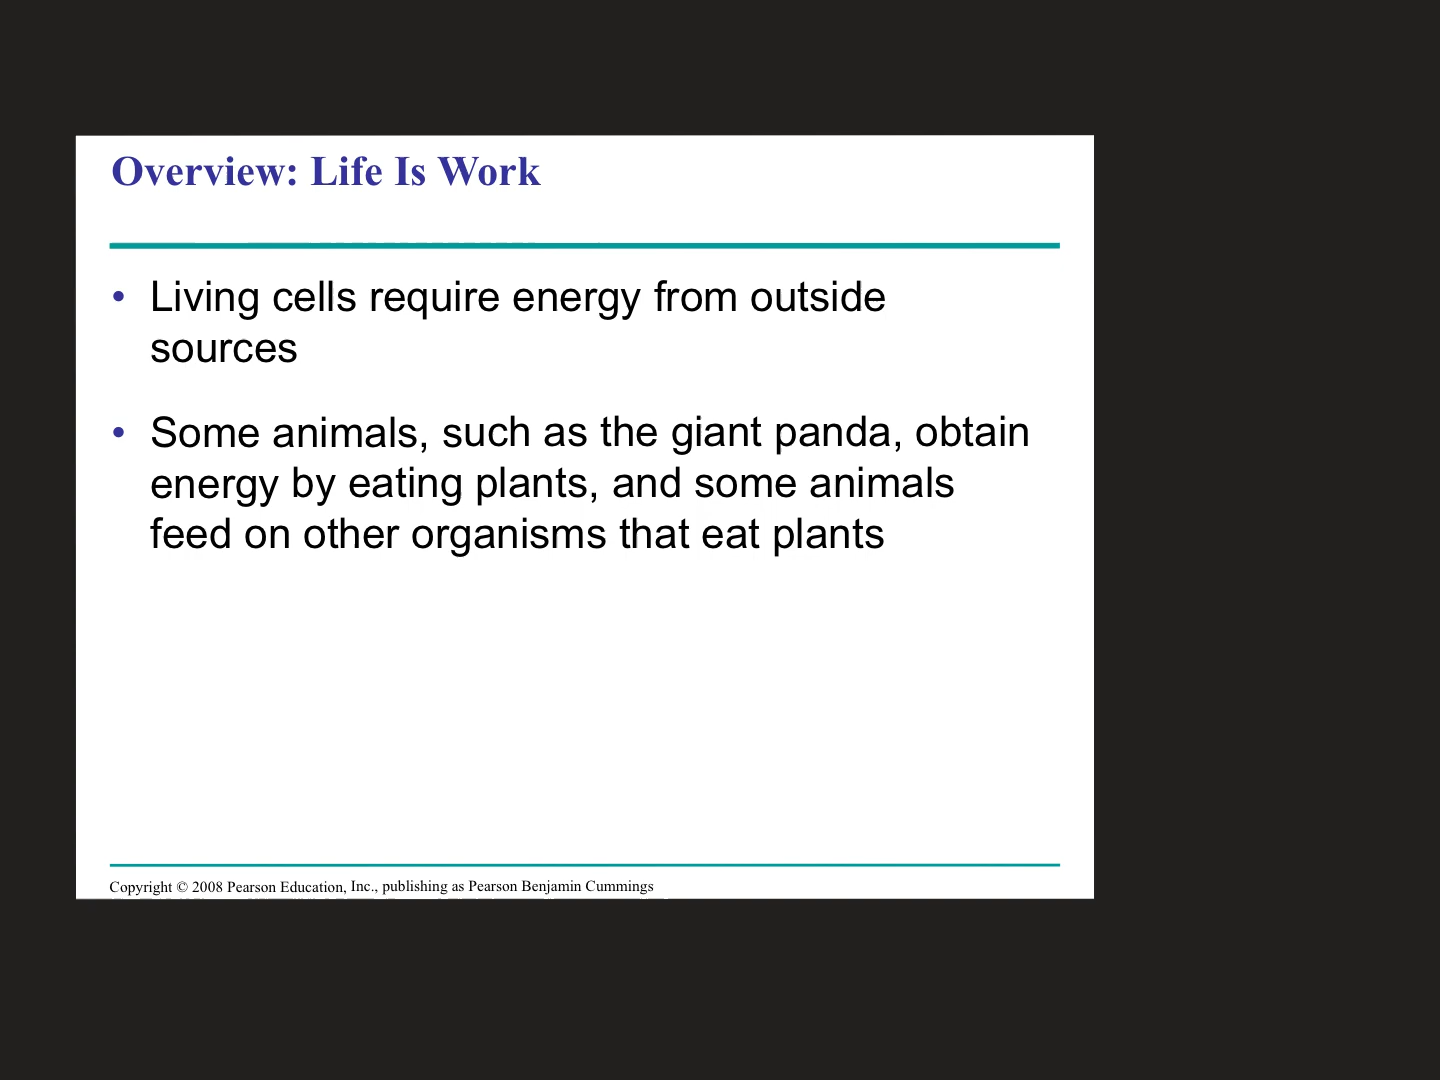 Overview: Life Is Work
• Living cells require energy from outside
sources
• Some animals, such as the giant panda, obtain
energy by eating plants, and some animals
feed on other organisms that eat plants
Copyright © 2008 Pearson Education, Inc., publishing as Pearson Benjamin Cummings